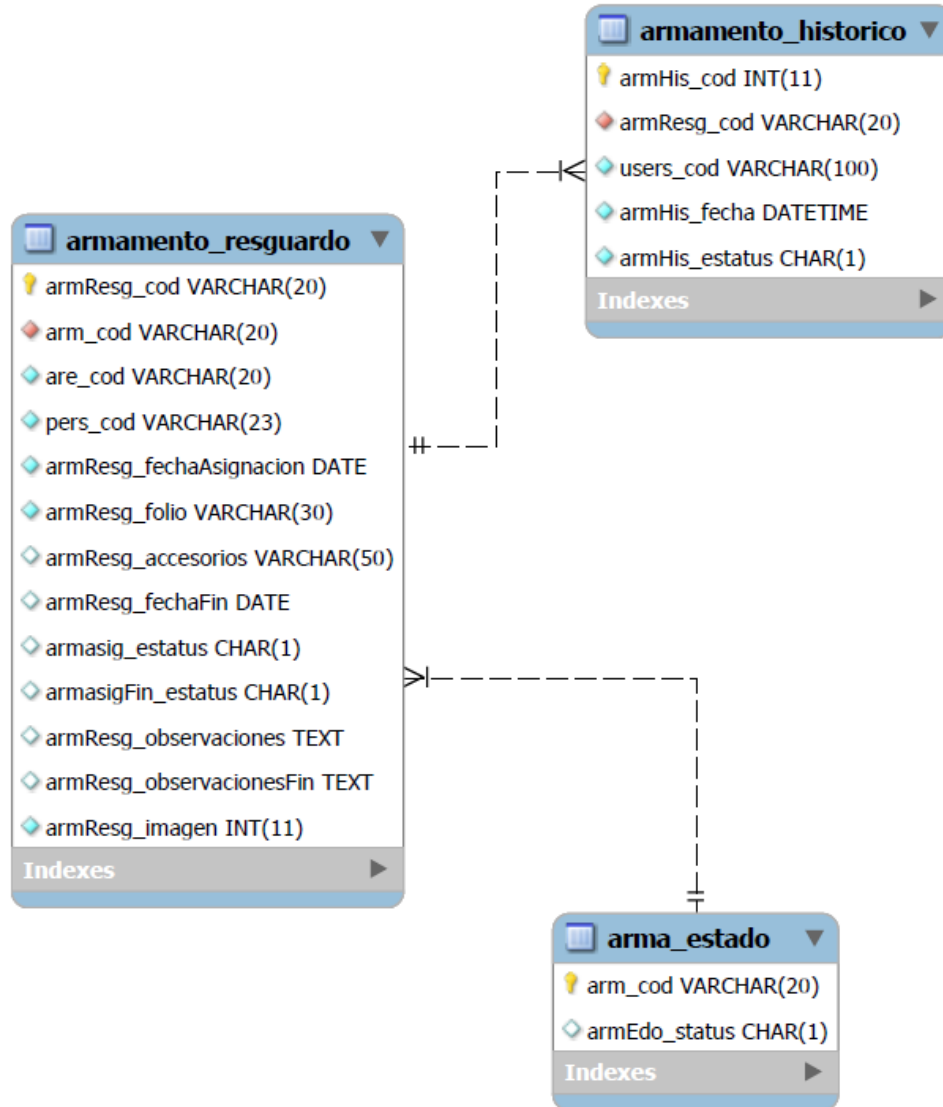 armamento_historico
armHis_cod INT(11)
armResg_cod VARCHAR(20)
users_cod VARCHAR(100)
armHis_fecha DATETIME
armHis_estatus CHAR(1)
Indexes
armamento_resguardo
armResg_cod VARCHAR(20)
arm_cod VARCHAR(20)
are_cod VARCHAR(20)
pers_cod VARCHAR(23)
armResg_fechaAsignacion DATE
armResg_folio VARCHAR(30)
armResg_accesorios VARCHAR(50)
armResg_fechaFin DATE
armasig_estatus CHAR(1)
armasigFin_estatus CHAR(1)
armResg_observaciones TEXT
armResg_observacionesFin TEXT
armResg_imagen INT(11)
Indexes
arma_estado
arm_cod VARCHAR(20)
armEdo_status CHAR(1)
Indexes